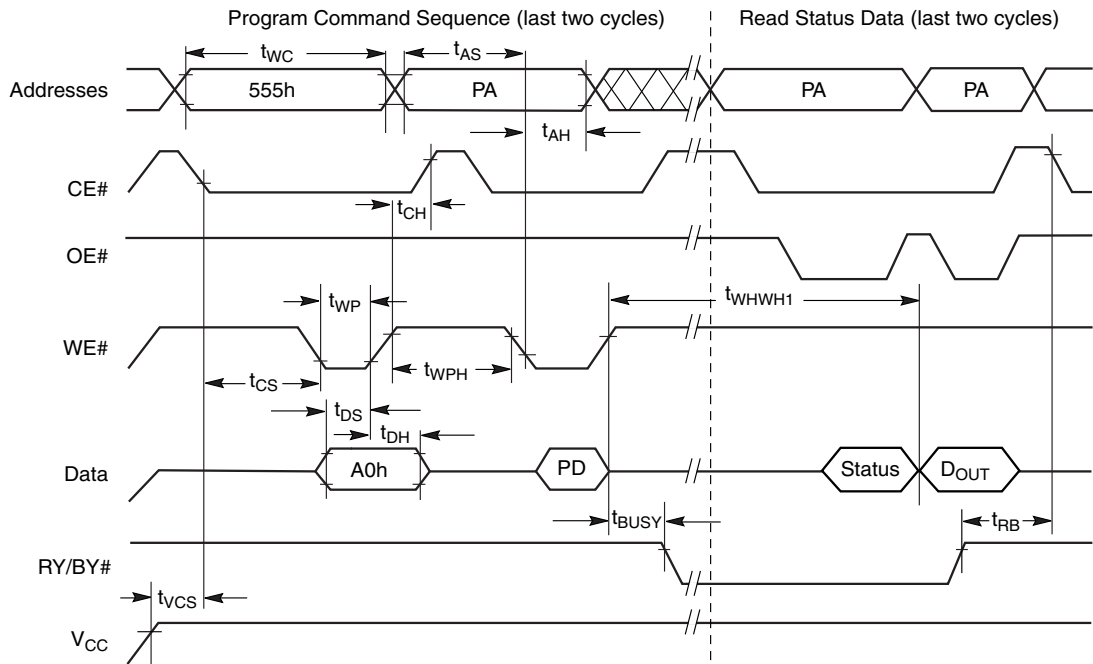 Program Command Sequence (last two cycles) Read Status Data (last two cycles)
tWC tAS
Addresses 555h PA PA PA
tAH
CE#
tCH
OE#
tWP tWHWH1
WE#
tCS tWPH
tDS
tDH
Data A0h PD Status DOUT
tBUSY tRB
RY/BY#
tVCS
VCC